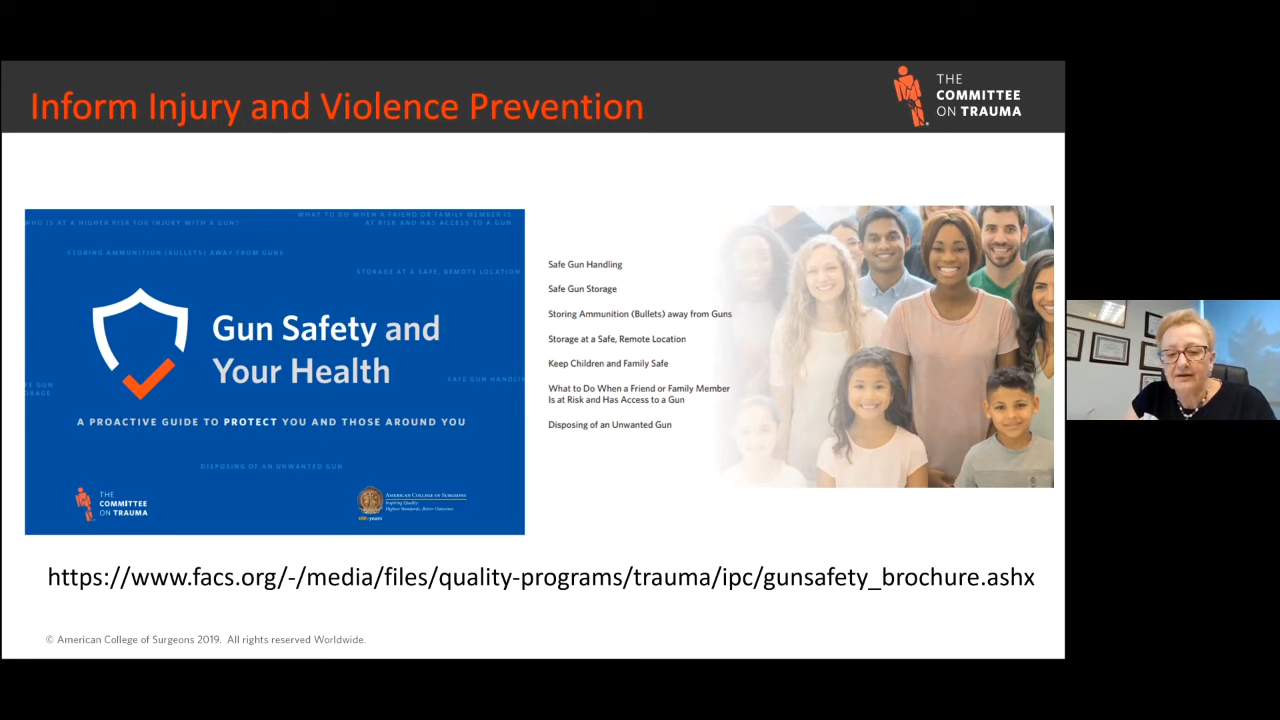 Inform Injury and Violence Prevention
THE
COMMITTEE
ON TRAUMA
WHO IS AT A HIGHER RISK FOR INJURY WITH A GUN?
WHAT TO DO WHEN A FRIEND OR FAMILY MEMBER IS
AT RISK AND HAS ACCESS TO A GUN
STORING AMMUNITION (BULLETS) AWAY FROM GUNS
STORAGE AT A SAFE, REMOTE LOCATION
Gun Safety and
Your Health
SAFE GUN HANDLIN
A PROACTIVE GUIDE TO PROTECT YOU AND THOSE AROUND YOU
DISPOSING OF AN UNWANTED GUN
THE
COMMITTEE
ON TRAUMA
AMERICAN COLLEGE OF SURGEONS
Inspiring Quality:
Highest Standards, Better Outcomes
100+years
Safe Gun Handling
Safe Gun Storage
Storing Ammunition (Bullets) away from Guns
Storage at a Safe, Remote Location
Keep Children and Family Safe
What to Do When a Friend or Family Member
Is at Risk and Has Access to a Gun
Disposing of an Unwanted Gun
https://www.facs.org/-/media/files/quality-programs/trauma/ipc/gunsafety_brochure.ashx
© American College of Surgeons 2019. All rights reserved Worldwide.